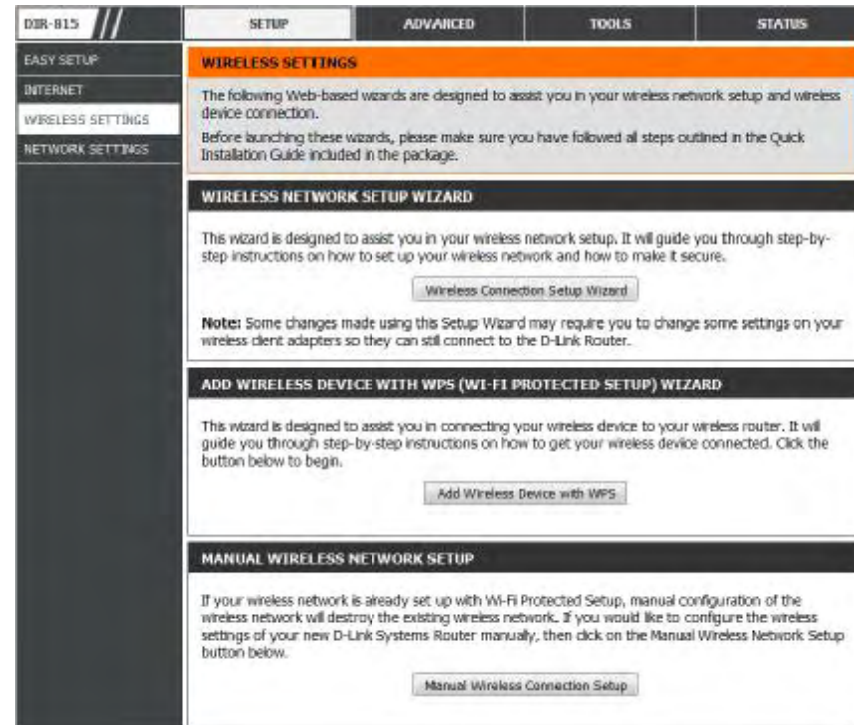 DIR-815
SETUP
ADVANCED
TOOLS
STATUS
EASY SETUP
INTERNET
WIRELESS SETTINGS
NETWORK SETTINGS
WIRELESS SETTINGS
The following Web-based wizards are designed to assist you in your wireless network setup and wireless
device connection.
Before launching these wizards, please make sure you have followed all steps outlined in the Quick
Installation Guide included in the package.
WIRELESS NETWORK SETUP WIZARD
This wizard is designed to assist you in your wireless network setup. It will guide you through step-by-
step instructions on how to set up your wireless network and how to make it secure.
Wireless Connection Setup Wizard
Note: Some changes made using this Setup Wizard may require you to change some settings on your
wireless client adapters so they can still connect to the D-Link Router.
ADD WIRELESS DEVICE WITH WPS (WI-FI PROTECTED SETUP) WIZARD
This wizard is designed to assist you in connecting your wireless device to your wireless router. It will
guide you through step-by-step instructions on how to get your wireless device connected. Click the
button below to begin.
Add Wireless Device with WPS
MANUAL WIRELESS NETWORK SETUP
If your wireless network is already set up with Wi-Fi Protected Setup, manual configuration of the
wireless network will destroy the existing wireless network. If you would like to configure the wireless
settings of your new D-Link Systems Router manually, then click on the Manual Wireless Network Setup
button below.
Manual Wireless Connection Setup